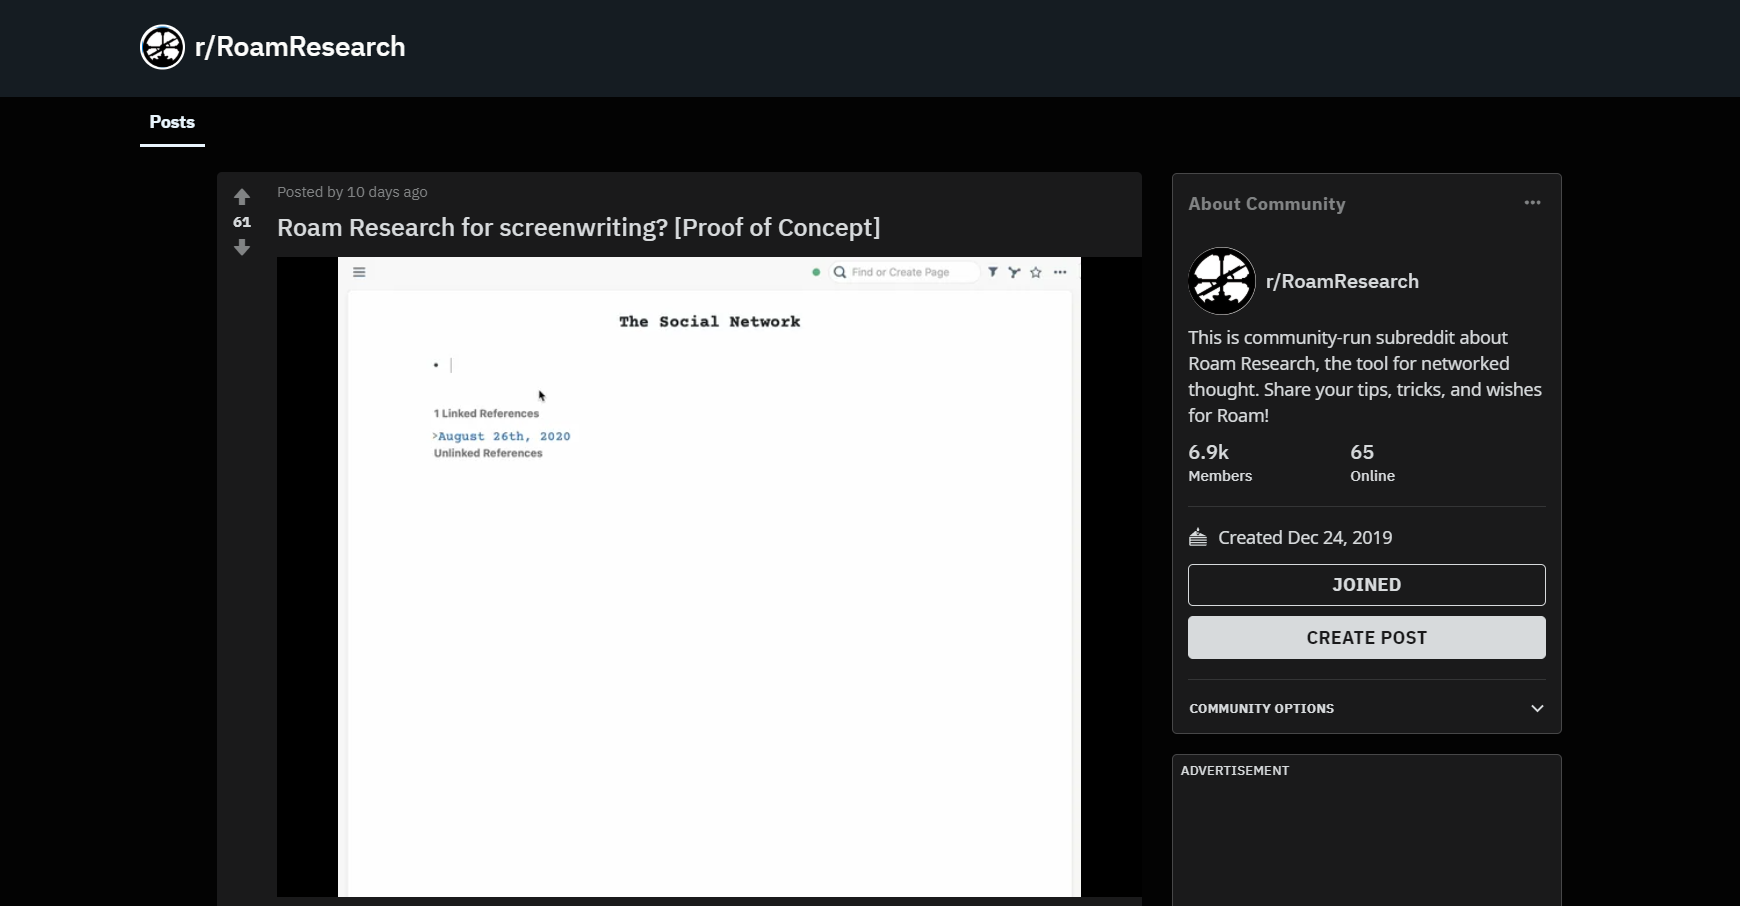 r/RoamResearch
Posts
61
Posted by 10 days ago
Roam Research for screenwriting? [Proof of Concept]
Find or Create Page
The Social Network
1 Linked References
>August 26th, 2020
Unlinked References
About Community
r/RoamResearch
This is community-run subreddit about
Roam Research, the tool for networked
thought. Share your tips, tricks, and wishes
for Roam!
6.9k
Members
65
Online
Created Dec 24, 2019
JOINED
CREATE POST
COMMUNITY OPTIONS
ADVERTISEMENT